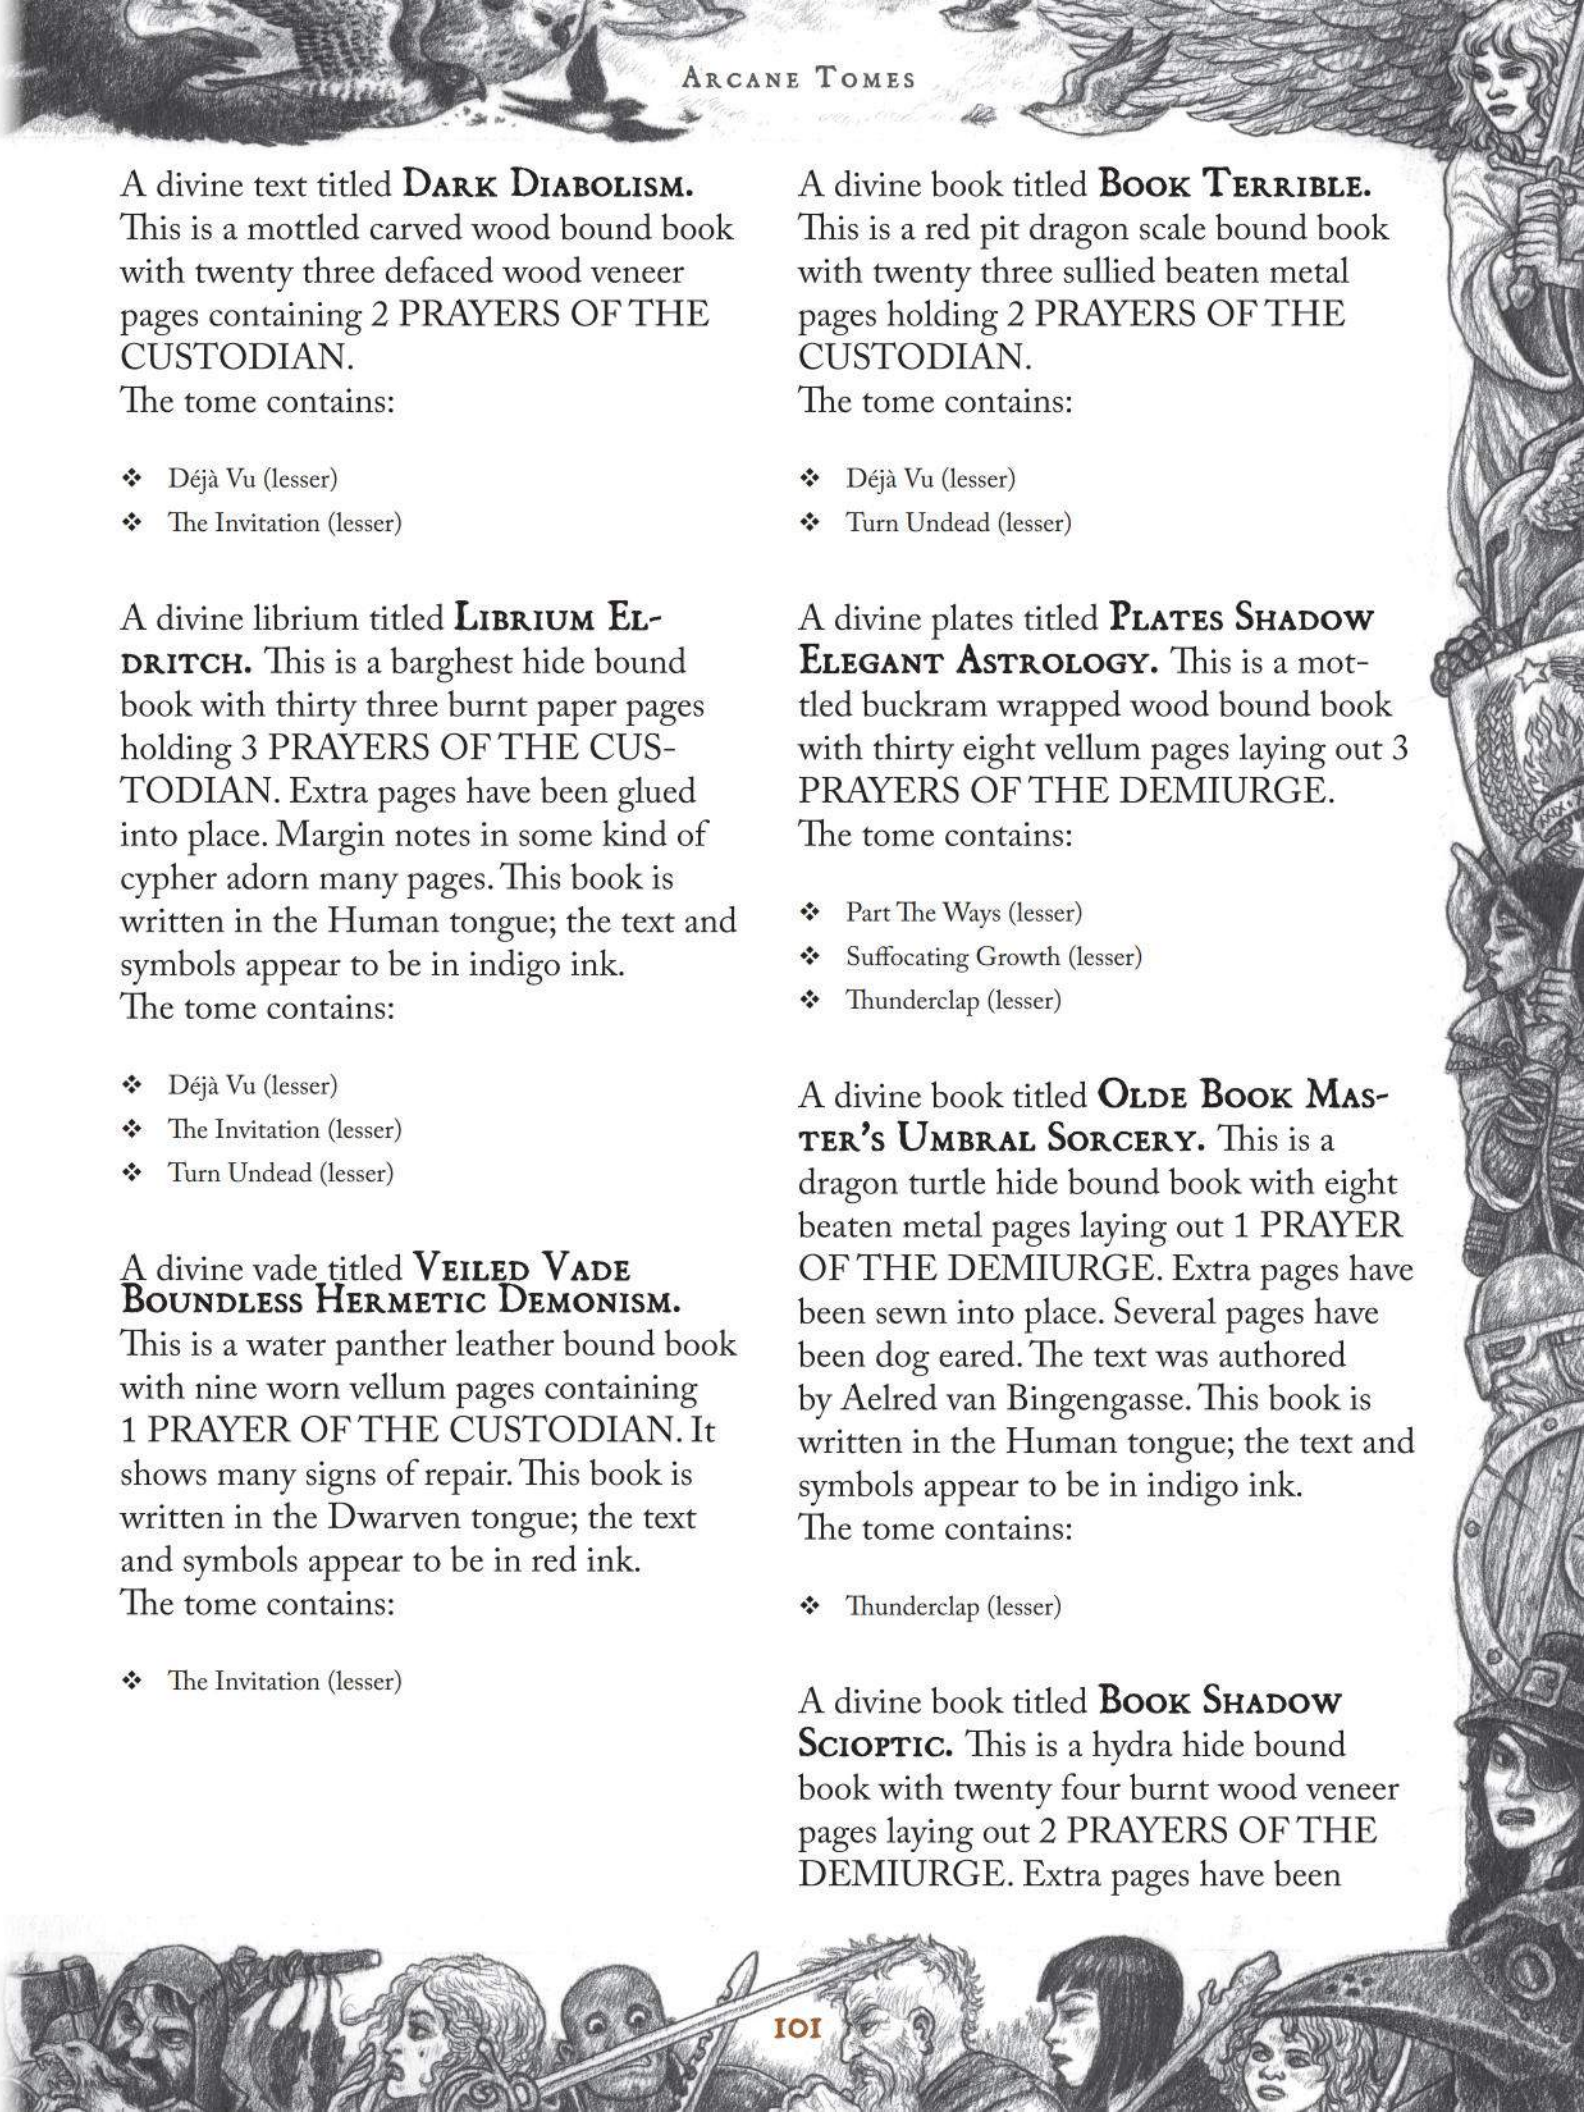 Arcane Tomes
A divine text titled Dark Diabolism.
This is a mottled carved wood bound book
with twenty three defaced wood veneer
pages containing 2 PRAYERS OF THE
CUSTODIAN.
The tome contains:
❖ Déjà Vu (lesser)
❖ The Invitation (lesser)
A divine librium titled Librium El-
dritch. This is a barghest hide bound
book with thirty three burnt paper pages
holding 3 PRAYERS OF THE CUS-
TODIAN. Extra pages have been glued
into place. Margin notes in some kind of
cypher adorn many pages. This book is
written in the Human tongue; the text and
symbols appear to be in indigo ink.
The tome contains:
❖ Déjà Vu (lesser)
❖ The Invitation (lesser)
❖ Turn Undead (lesser)
A divine vade titled Veiled Vade
Boundless Hermetic Demonism.
This is a water panther leather bound book
with nine worn vellum pages containing
1 PRAYER OF THE CUSTODIAN. It
shows many signs of repair. This book is
written in the Dwarven tongue; the text
and symbols appear to be in red ink.
The tome contains:
❖ The Invitation (lesser)
A divine book titled Book Terrible.
This is a red pit dragon scale bound book
with twenty three sullied beaten metal
pages holding 2 PRAYERS OF THE
CUSTODIAN.
The tome contains:
❖ Déjà Vu (lesser)
❖ Turn Undead (lesser)
A divine plates titled Plates Shadow
Elegant Astrology. This is a mot-
tled buckram wrapped wood bound book
with thirty eight vellum pages laying out 3
PRAYERS OF THE DEMIURGE.
The tome contains:
❖ Part The Ways (lesser)
❖ Suffocating Growth (lesser)
❖ Thunderclap (lesser)
A divine book titled Olde Book Mas-
ter's Umbral Sorcery. This is a
dragon turtle hide bound book with eight
beaten metal pages laying out 1 PRAYER
OF THE DEMIURGE. Extra pages have
been sewn into place. Several pages have
been dog eared. The text was authored
by Aelred van Bingengasse. This book is
written in the Human tongue; the text and
symbols appear to be in indigo ink.
The tome contains:
❖ Thunderclap (lesser)
A divine book titled Book Shadow
Scioptic. This is a hydra hide bound
book with twenty four burnt wood veneer
pages laying out 2 PRAYERS OF THE
DEMIURGE. Extra pages have been
101